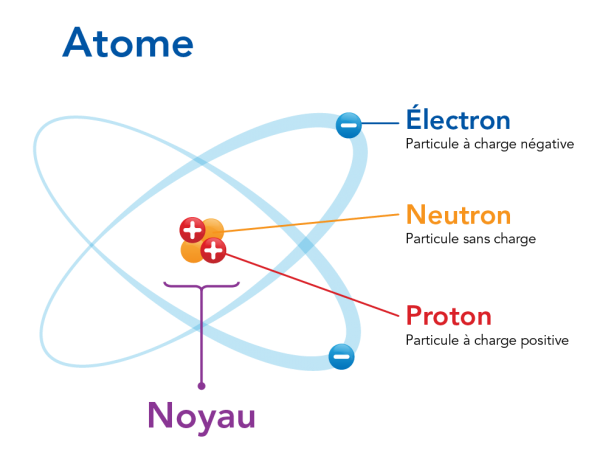 Atome
Électron
Particule à charge négative
Neutron
Particule sans charge
Proton
Particule à charge positive
Noyau